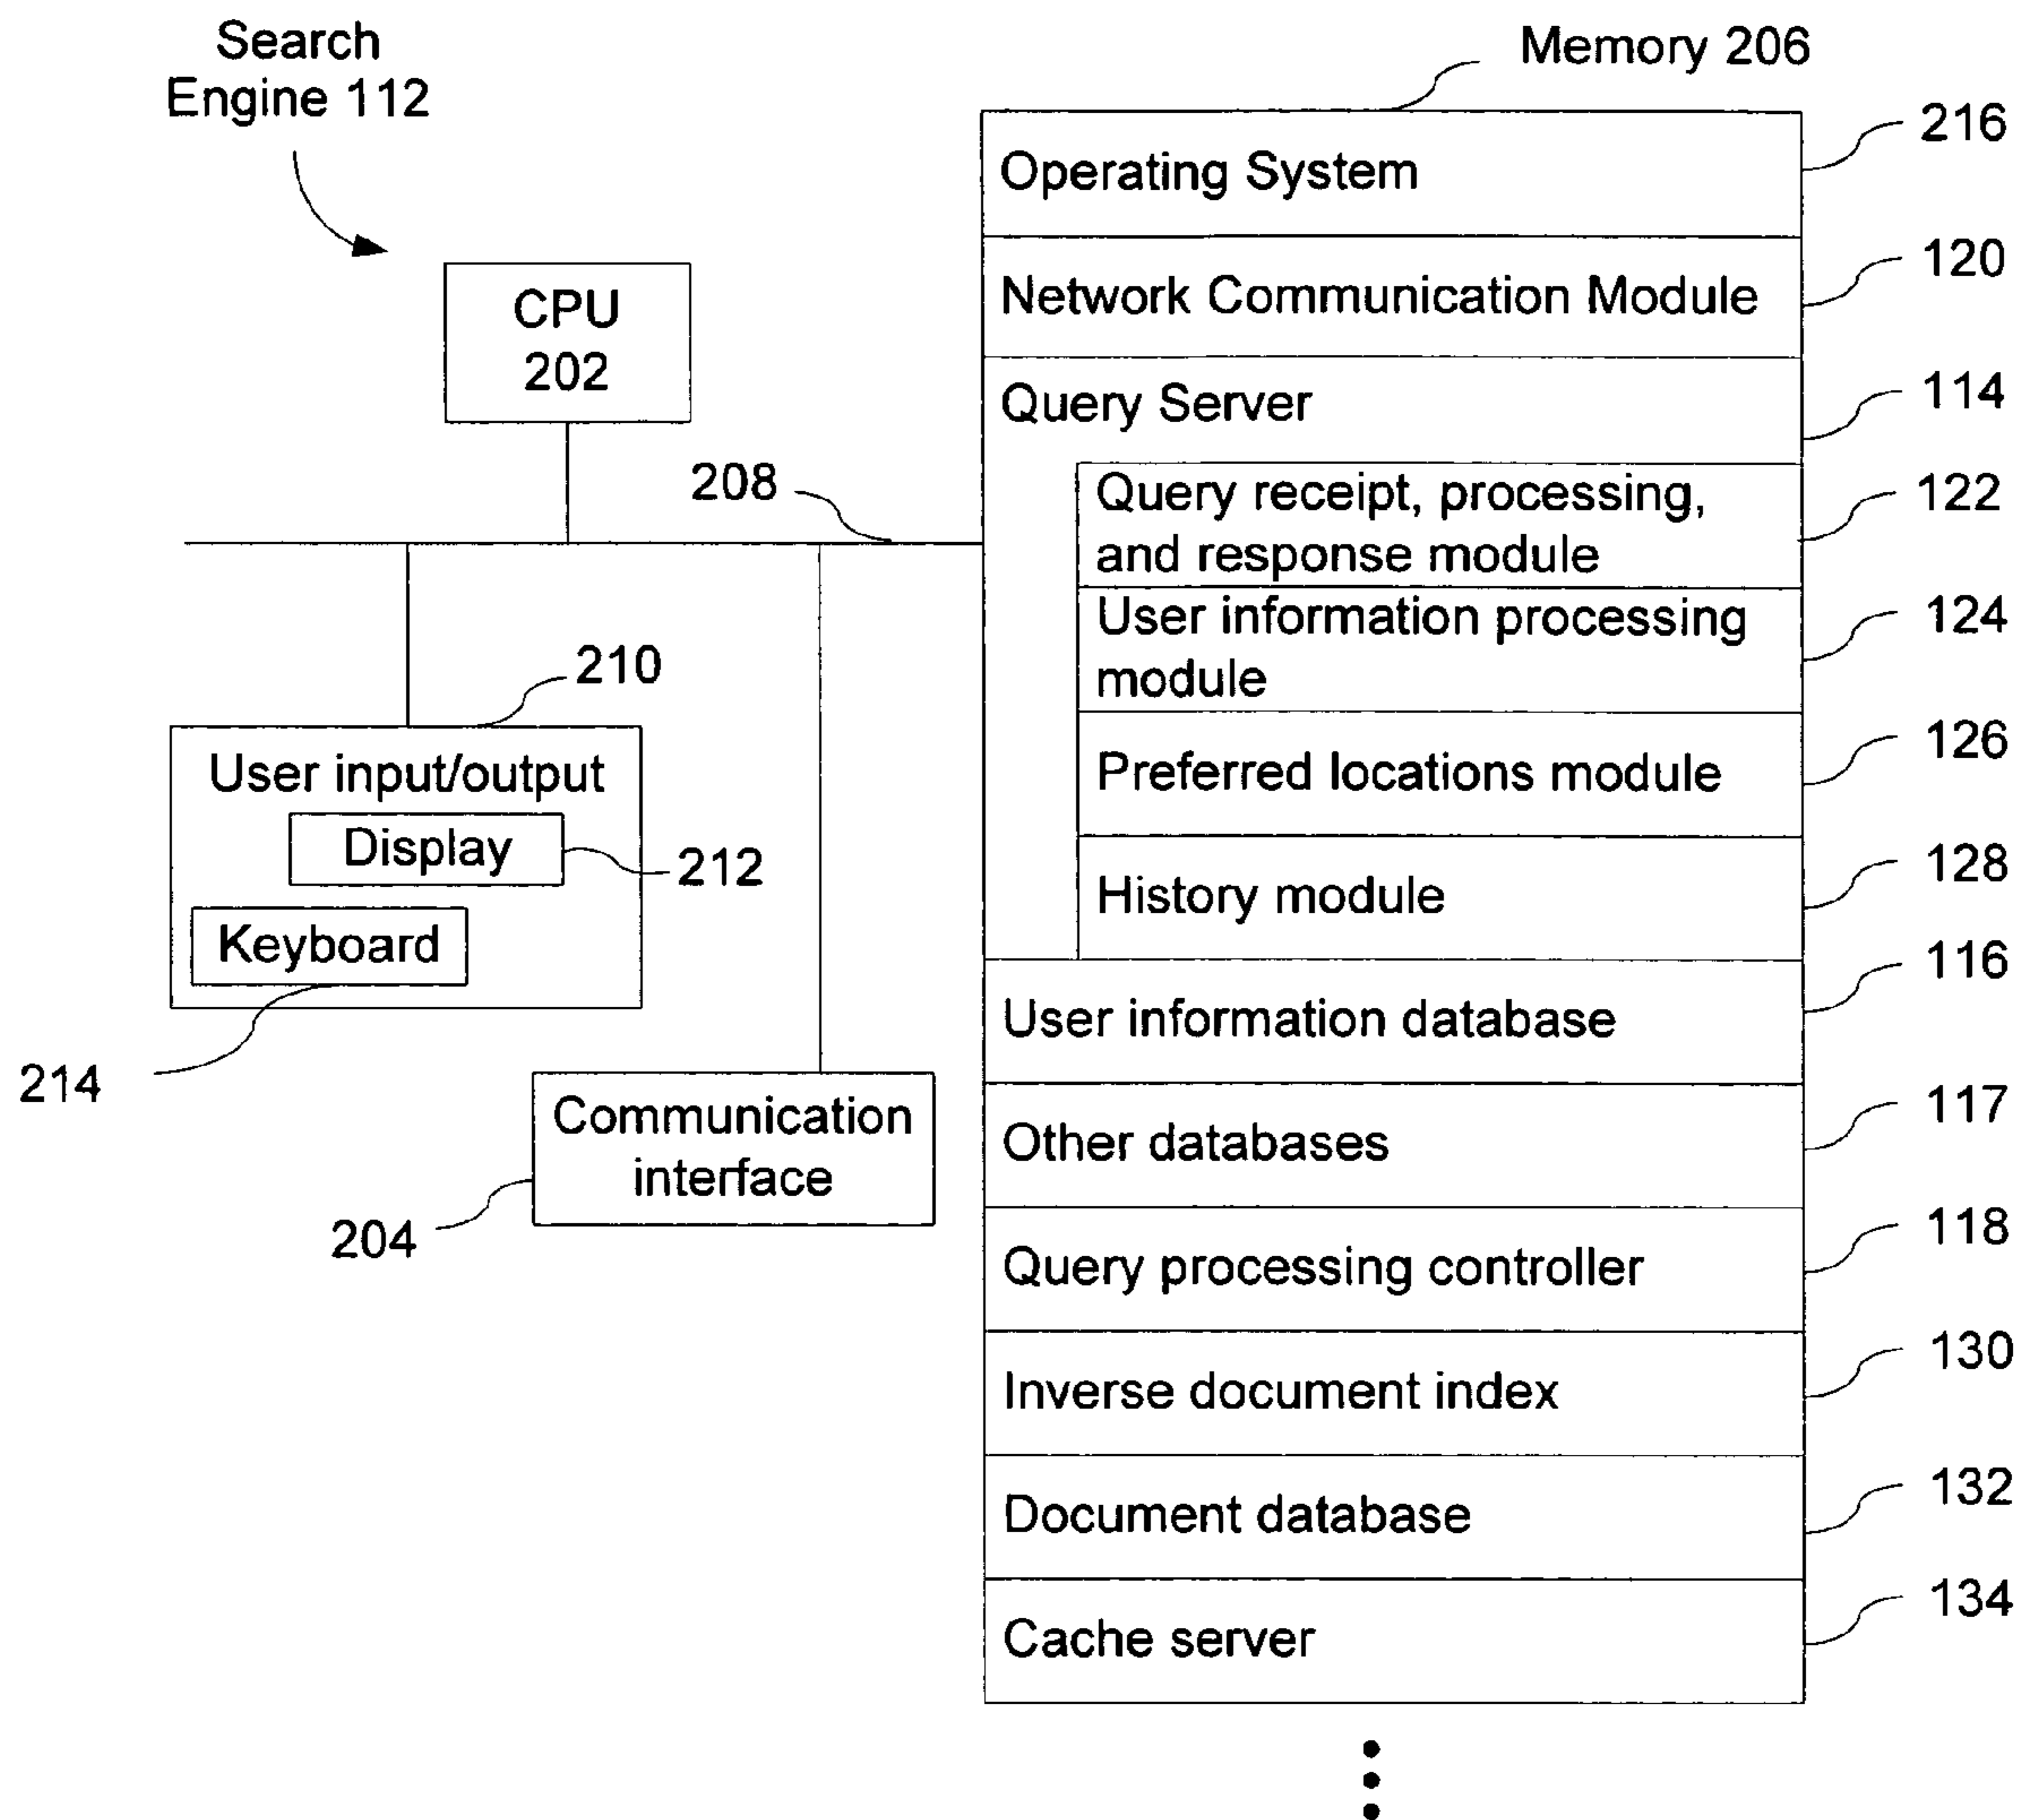 Search
Engine 112
Memory 206
216
Operating System
120
Network Communication Module
CPU
202
114
Query Server
208
122
Query receipt, processing,
and response module
124
User information processing
module
210
126
User input/output
Preferred locations module
Display
212
128
History module
Keyboard
116
User information database
214
117
Communication
interface
Other databases
204
118
Query processing controller
130
Inverse document index
132
Document database
134
Cache server